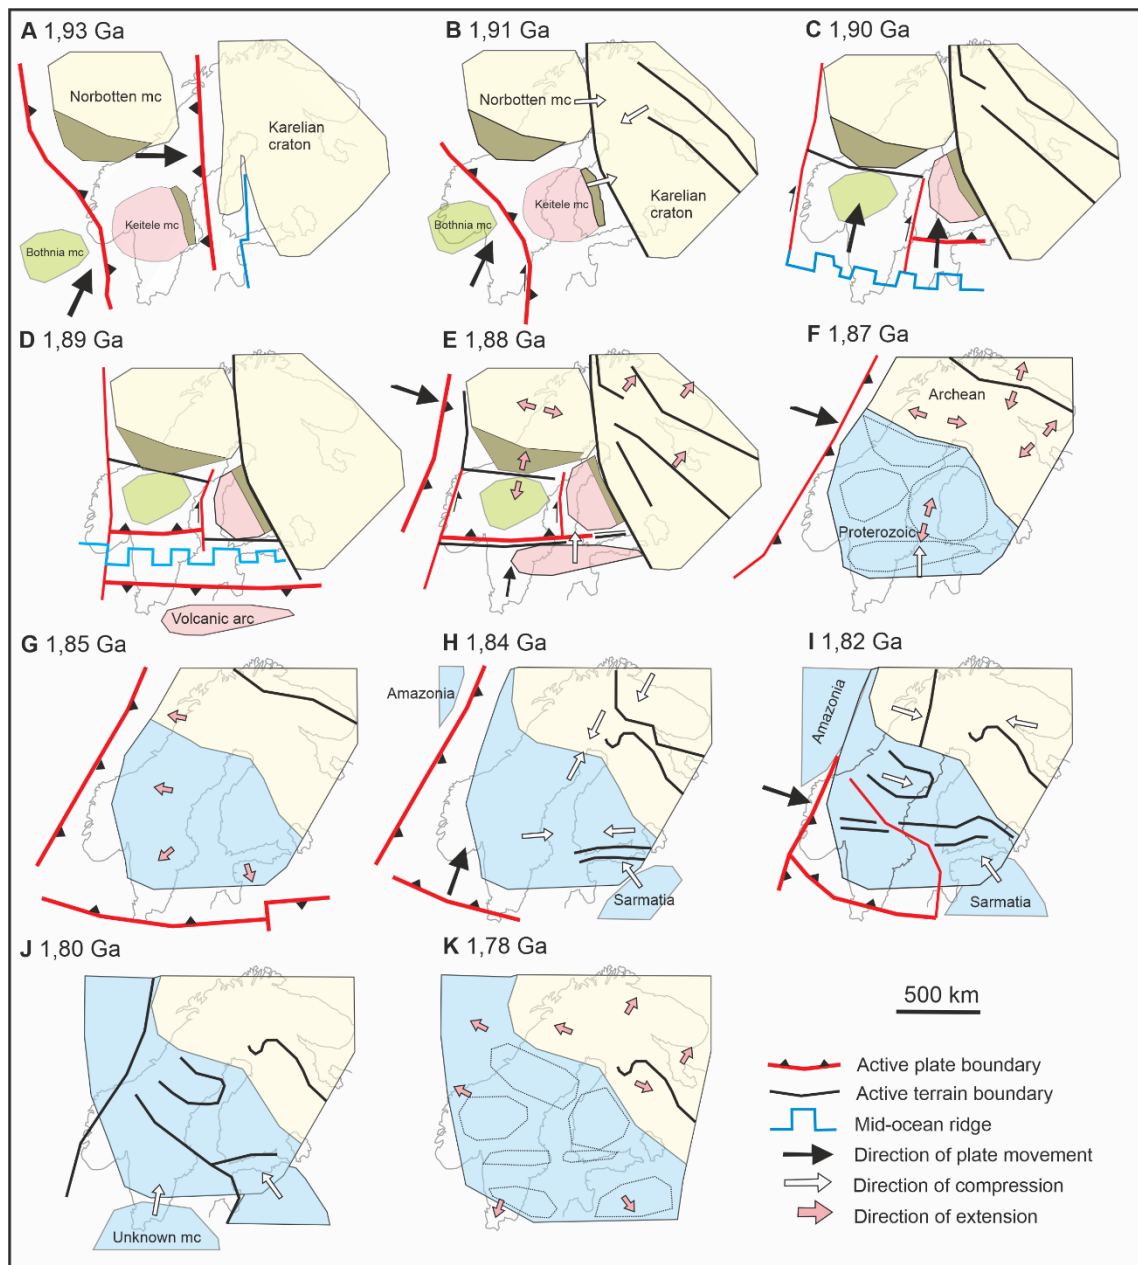 A 1,93 Ga
Norbotten mc
Karelian
craton
Keitele mc
Bothnia mc
B 1,91 Ga
Norbotten mc
Karelian
craton
Keitele mc
Bothnia mc
C 1,90 Ga
D 1,89 Ga
Volcanic arc
E 1,88 Ga
F 1,87 Ga
Archean
Proterozoic
G 1,85 Ga
H 1,84 Ga
Amazonia
Sarmatia
I 1,82 Ga
Amazonia
Sarmatia
J 1,80 Ga
Unknown mc
K 1,78 Ga
500 km
Active plate boundary
Active terrain boundary
Mid-ocean ridge
Direction of plate movement
Direction of compression
Direction of extension